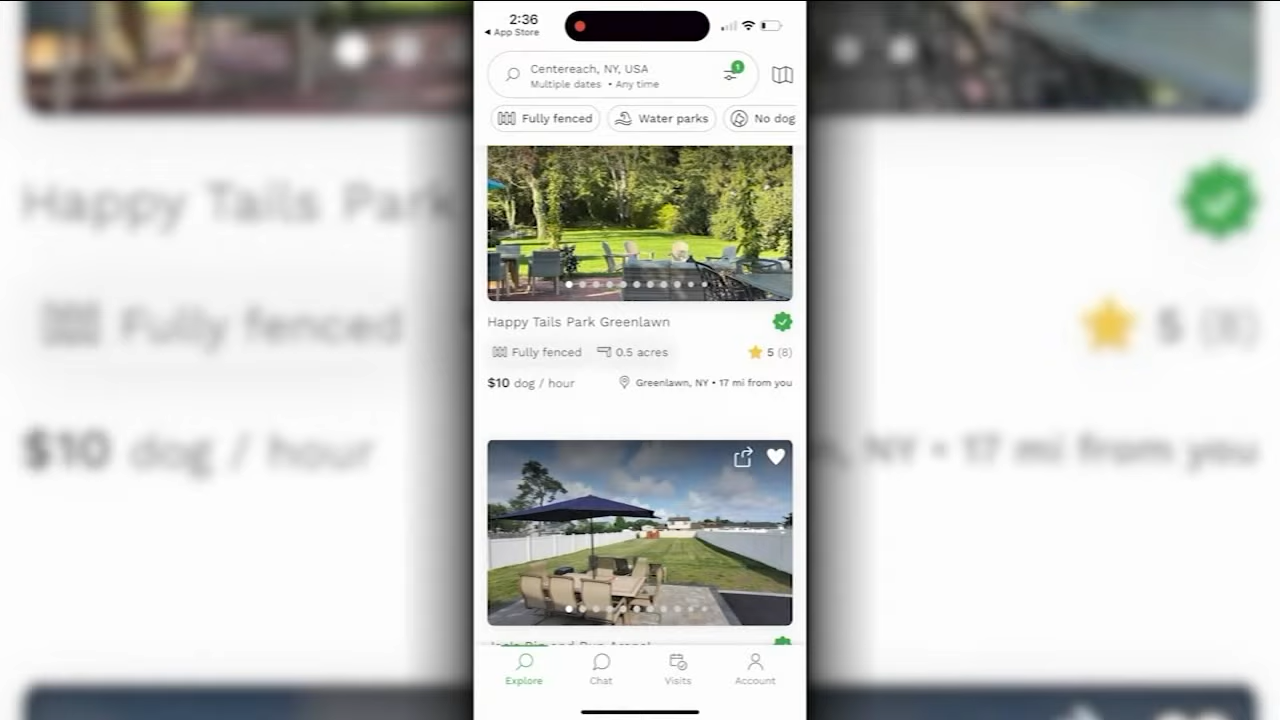 2:36
◀ App Store
Centereach, NY, USA
Multiple dates • Any time
1
Fully fenced
Water parks
No dog
Happy Tails Park Greenlawn
Fully fenced
0.5 acres
5 (8)
$10 dog / hour
Greenlawn, NY • 17 mi from you
Explore
Chat
Visits
Account
Happy Tails Park
Fully fenced
5 (8)
$10 dog / hour
n, NY • 17 mi from you